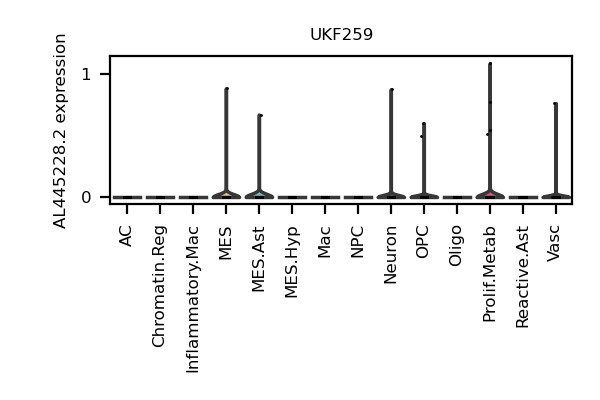 UKF259
AL445228.2 expression
1
0
AC
Chromatin.Reg
Inflammatory.Mac
MES
MES.Ast
MES.Hyp
Mac
NPC
Neuron
OPC
Oligo
Prolif.Metab
Reactive.Ast
Vasc